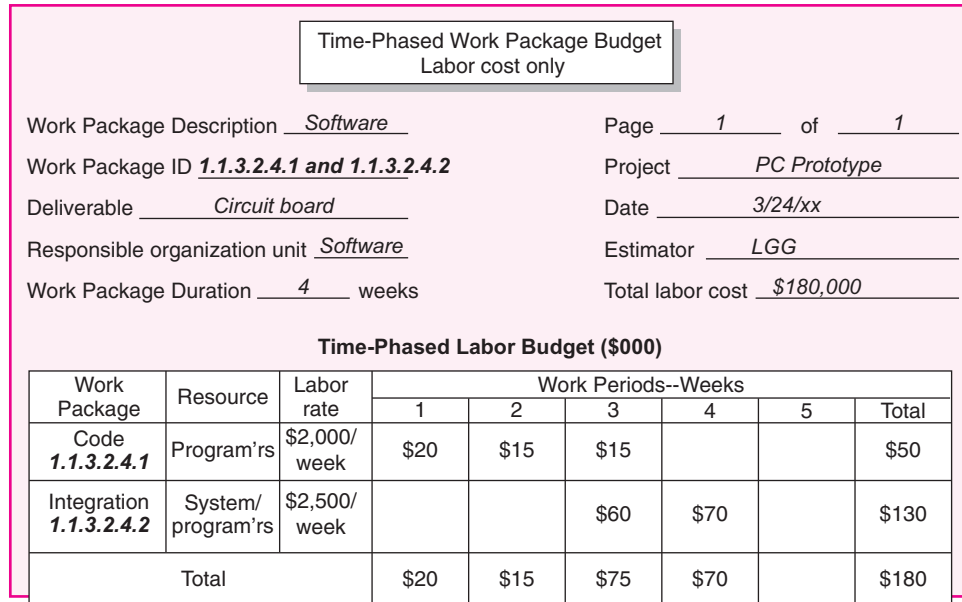 Time-Phased Work Package Budget
Labor cost only
Work Package Description Software
Page 1 of 1
Work Package ID 1.1.3.2.4.1 and 1.1.3.2.4.2
Project PC Prototype
Deliverable Circuit board
Date 3/24/xx
Responsible organization unit Software
Estimator LGG
Work Package Duration 4 weeks
Total labor cost $180,000
Time-Phased Labor Budget ($000)
Work Package Resource Labor rate Work Periods--Weeks
1 2 3 4 5 Total
Code 1.1.3.2.4.1 Program'rs $2,000/ week $20 $15 $15 $50
Integration 1.1.3.2.4.2 System/ program'rs $2,500/ week $60 $70 $130
Total $20 $15 $75 $70 $180